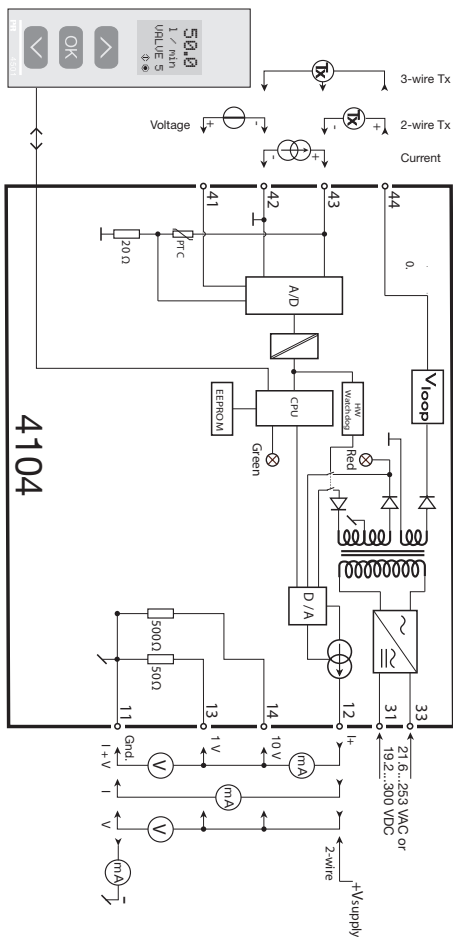 50.0
1 / min
VALVE 5
OK
3-wire Tx
2-wire Tx
Voltage
Current
Tx
Tx
+
-
-
+
-
+
41
42
43
44
0.
20 Ω
PTC
A/D
Vloop
EEPROM
CPU
HW
Watchdog
Green
Red
4104
D/A
500Ω
50Ω
11
13
14
12
31
33
Gnd.
1 V
10 V
I+
21.6...253 VAC or
19.2...300 VDC
I + V
V
mA
I
mA
V
V
2-wire
+Vsupply
mA
-